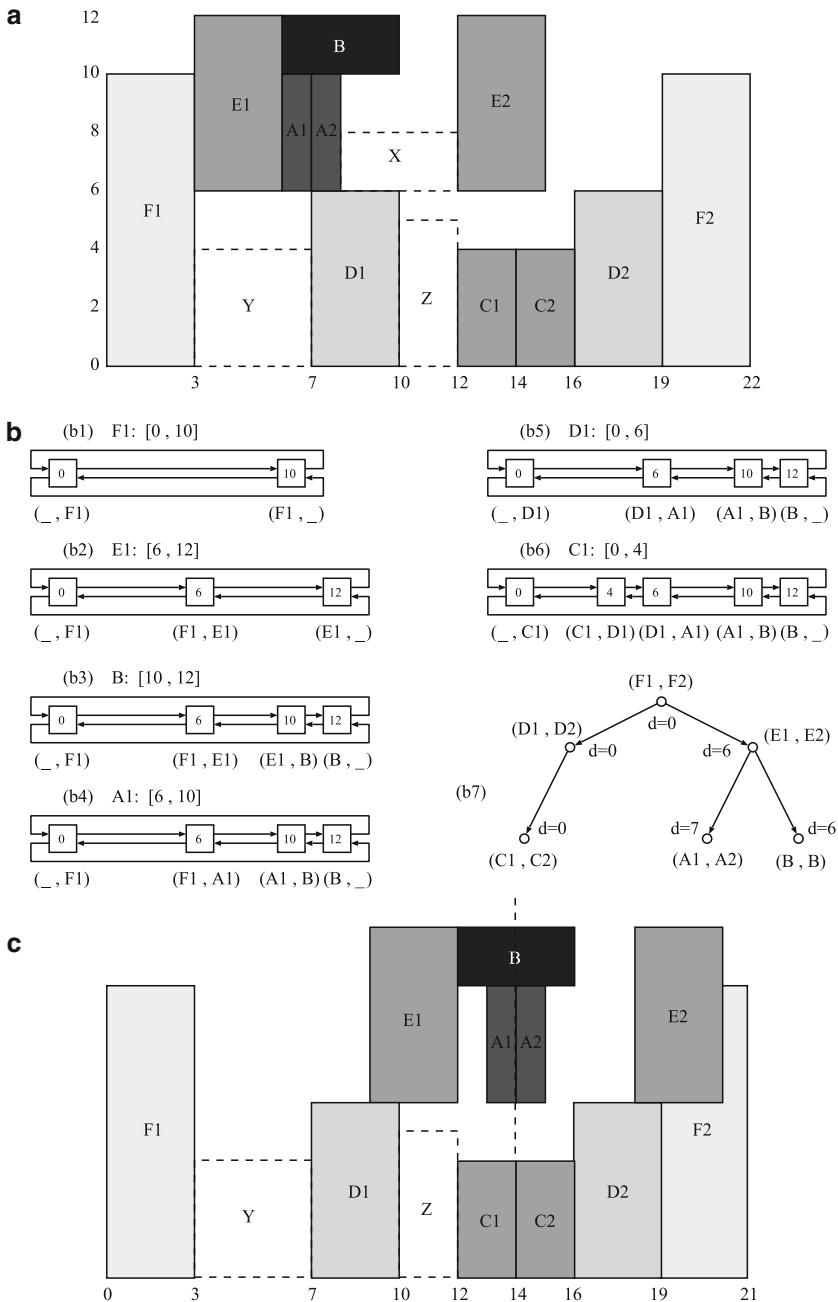 a
12
B
10
E1
E2
A1 A2
8
X
6
F1
F2
4
D1
D2
Y
Z
C1
C2
2
0
3
7
10
12
14
16
19
22
b
(b1) F1: [0 , 10]
0
10
(_ , F1)
(F1 , _)
(b2) E1: [6 , 12]
0
6
12
(_ , F1)
(F1 , E1)
(E1 , _)
(b3) B: [10 , 12]
0
6
10
12
(_ , F1)
(F1 , E1)
(E1 , B)
(B , _)
(b4) A1: [6 , 10]
0
6
10
12
(_ , F1)
(F1 , A1)
(A1 , B)
(B , _)
(b5) D1: [0 , 6]
0
6
10
12
(_ , D1)
(D1 , A1)
(A1 , B)
(B , _)
(b6) C1: [0 , 4]
0
4
6
10
12
(_ , C1)
(C1 , D1)
(D1 , A1)
(A1 , B)
(B , _)
(b7)
(F1 , F2)
d=0
(D1 , D2)
d=0
d=6
(E1 , E2)
d=0
d=7
d=6
(C1 , C2)
(A1 , A2)
(B , B)
c
B
E1
E2
A1 A2
F1
F2
D1
D2
Y
Z
C1
C2
0
3
7
10
12
14
16
19
21